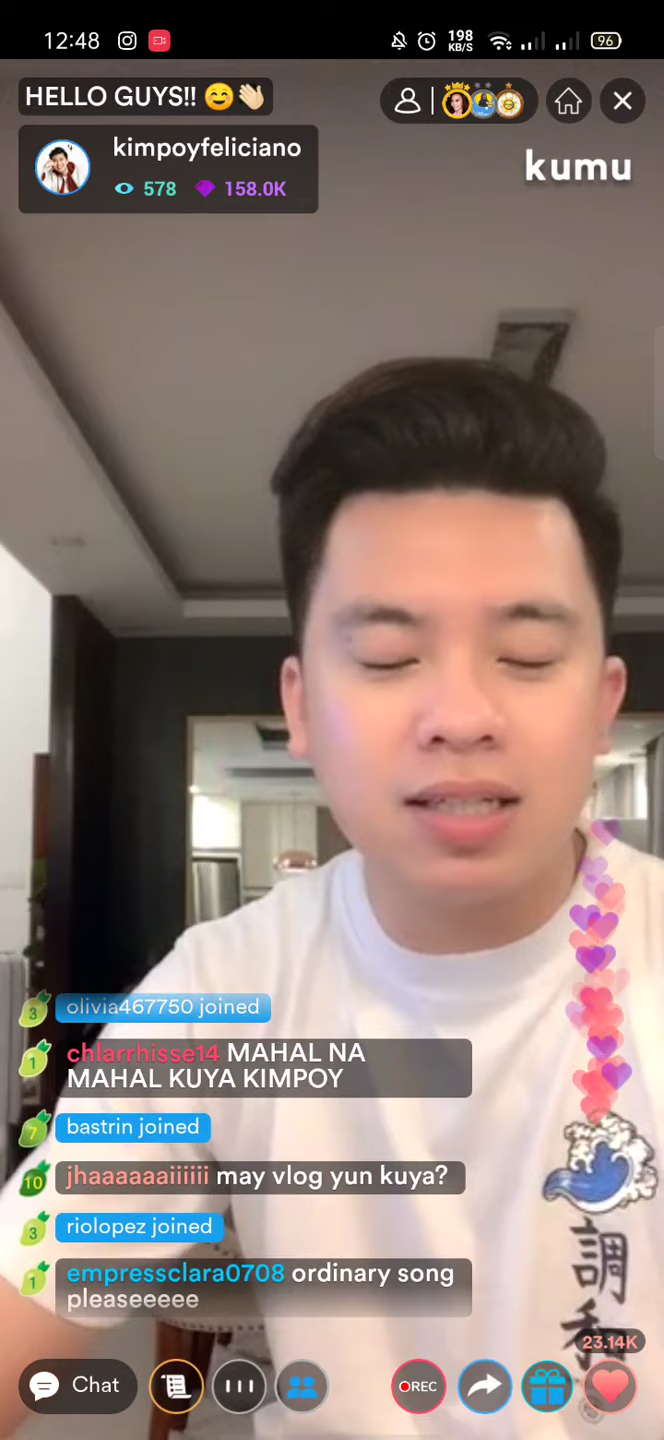 12:48
198
KB/S
96
HELLO GUYS!! 😊👋🏻
kimpoyfeliciano
578
158.0K
kumu
3
olivia467750 joined
1
chlarrhisse14 MAHAL NA
MAHAL KUYA KIMPOY
7
bastrin joined
10
jhaaaaaaiiiiii may vlog yun kuya?
3
riolopez joined
1
empressclara0708 ordinary song
pleaseeeee
調
和
23.14K
Chat
REC